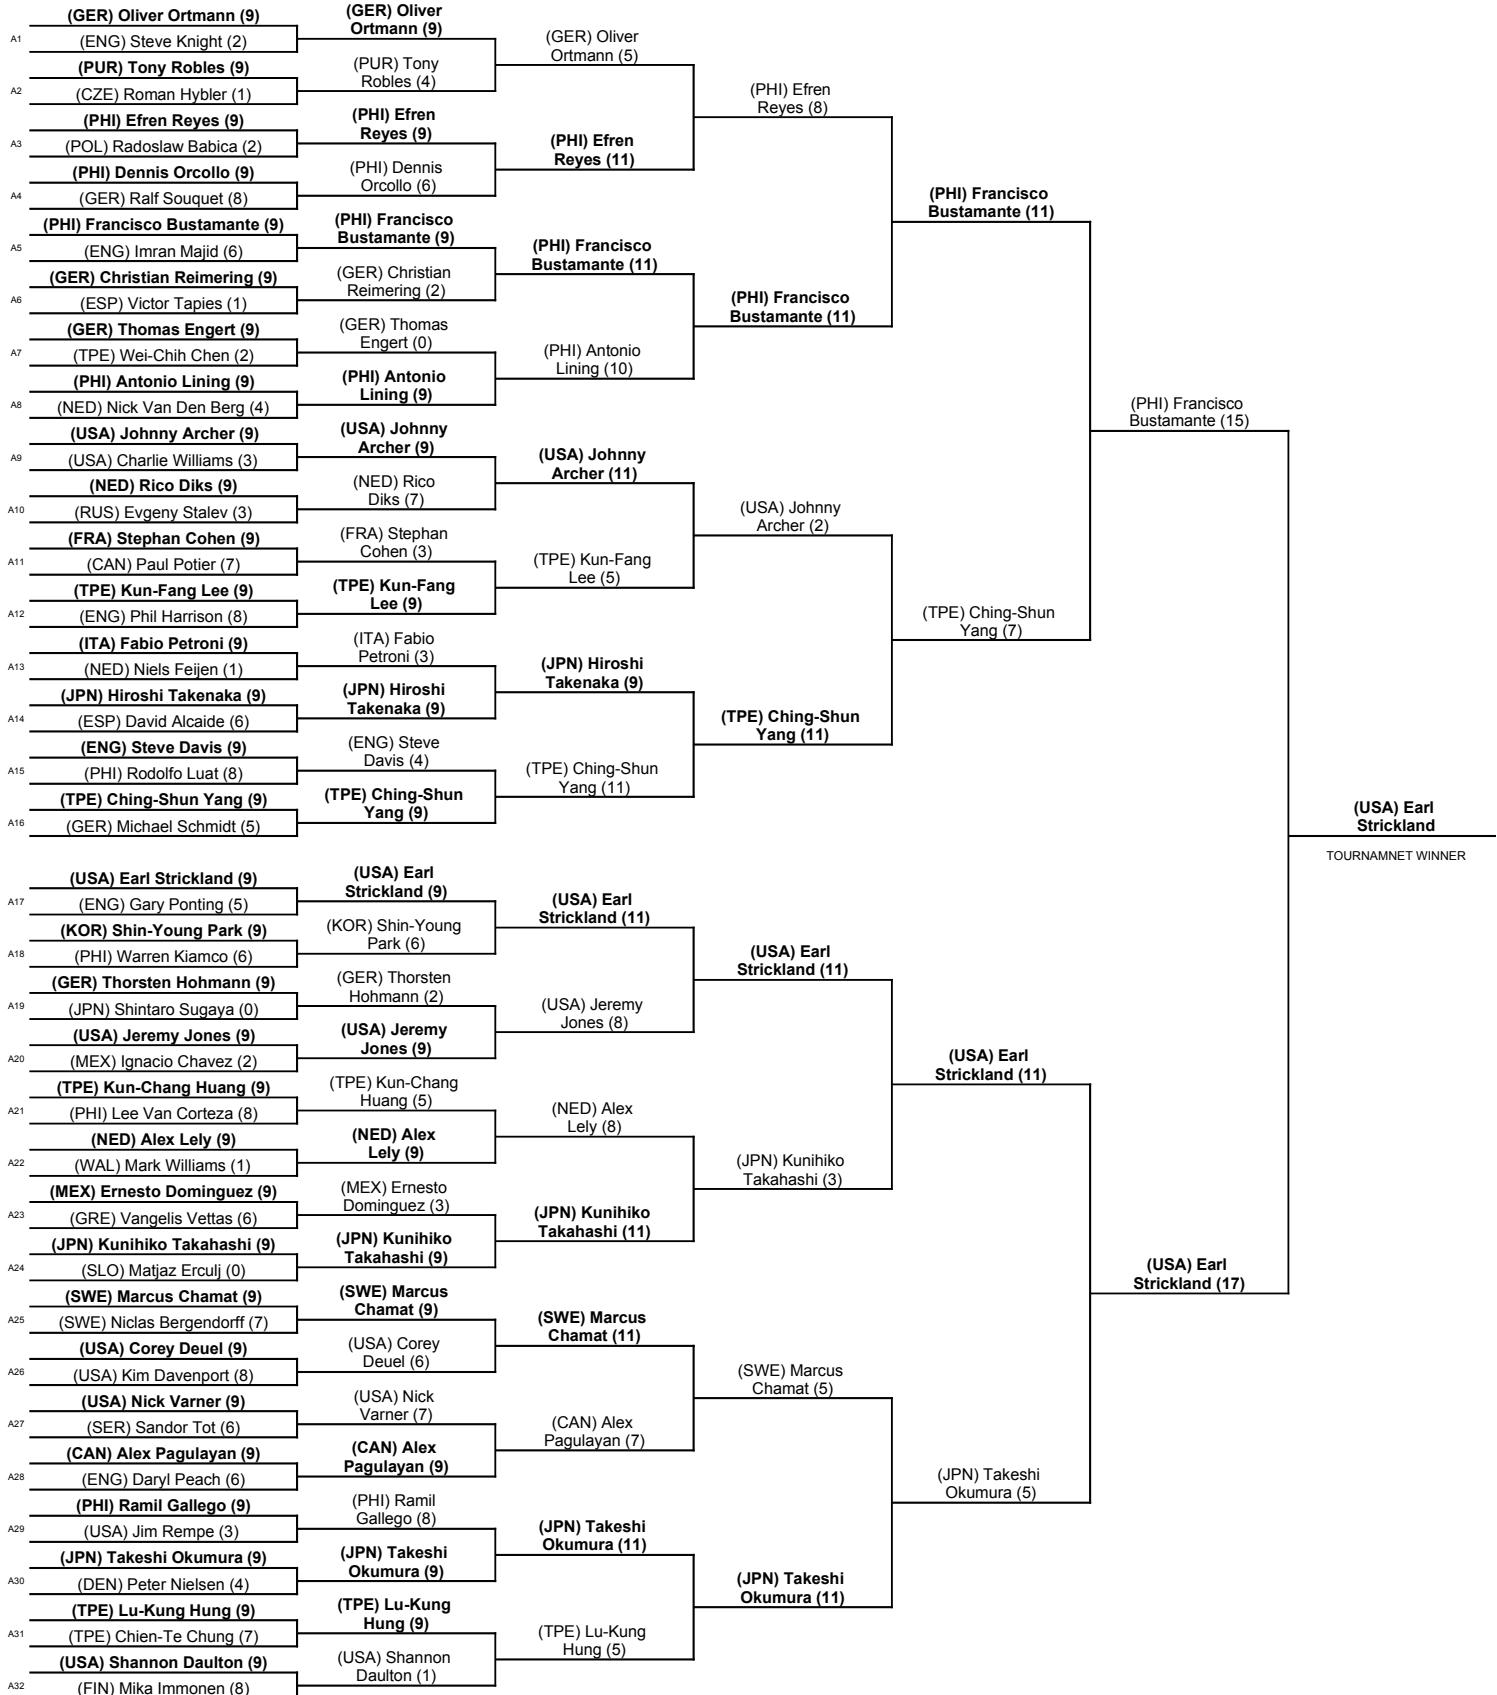 (GER) Oliver Ortmann (9)
A1
(ENG) Steve Knight (2)
(PUR) Tony Robles (9)
A2
(CZE) Roman Hybler (1)
(PHI) Efren Reyes (9)
A3
(POL) Radoslaw Babica (2)
(PHI) Dennis Orcollo (9)
A4
(GER) Ralf Souquet (8)
(PHI) Francisco Bustamante (9)
A5
(ENG) Imran Majid (6)
(GER) Christian Reimering (9)
A6
(ESP) Victor Tapies (1)
(GER) Thomas Engert (9)
A7
(TPE) Wei-Chih Chen (2)
(PHI) Antonio Lining (9)
A8
(NED) Nick Van Den Berg (4)
(USA) Johnny Archer (9)
A9
(USA) Charlie Williams (3)
(NED) Rico Diks (9)
A10
(RUS) Evgeny Stalev (3)
(FRA) Stephan Cohen (9)
A11
(CAN) Paul Potier (7)
(TPE) Kun-Fang Lee (9)
A12
(ENG) Phil Harrison (8)
(ITA) Fabio Petroni (9)
A13
(NED) Niels Feijen (1)
(JPN) Hiroshi Takenaka (9)
A14
(ESP) David Alcaide (6)
(ENG) Steve Davis (9)
A15
(PHI) Rodolfo Luat (8)
(TPE) Ching-Shun Yang (9)
A16
(GER) Michael Schmidt (5)
(USA) Earl Strickland (9)
A17
(ENG) Gary Ponting (5)
(KOR) Shin-Young Park (9)
A18
(PHI) Warren Kiamco (6)
(GER) Thorsten Hohmann (9)
A19
(JPN) Shintaro Sugaya (0)
(USA) Jeremy Jones (9)
A20
(MEX) Ignacio Chavez (2)
(TPE) Kun-Chang Huang (9)
A21
(PHI) Lee Van Corteza (8)
(NED) Alex Lely (9)
A22
(WAL) Mark Williams (1)
(MEX) Ernesto Dominguez (9)
A23
(GRE) Vangelis Vettas (6)
(JPN) Kunihiko Takahashi (9)
A24
(SLO) Matjaz Erculj (0)
(SWE) Marcus Chamat (9)
A25
(SWE) Niclas Bergendorff (7)
(USA) Corey Deuel (9)
A26
(USA) Kim Davenport (8)
(USA) Nick Varner (9)
A27
(SER) Sandor Tot (6)
(CAN) Alex Pagulayan (9)
A28
(ENG) Daryl Peach (6)
(PHI) Ramil Gallego (9)
A29
(USA) Jim Rempe (3)
(JPN) Takeshi Okumura (9)
A30
(DEN) Peter Nielsen (4)
(TPE) Lu-Kung Hung (9)
A31
(TPE) Chien-Te Chung (7)
(USA) Shannon Daulton (9)
A32
(FIN) Mika Immonen (8)
(GER) Oliver
Ortmann (9)
(PUR) Tony
Robles (4)
(PHI) Efren
Reyes (9)
(PHI) Dennis
Orcollo (6)
(PHI) Francisco
Bustamante (9)
(GER) Christian
Reimering (2)
(GER) Thomas
Engert (0)
(PHI) Antonio
Lining (9)
(USA) Johnny
Archer (9)
(NED) Rico
Diks (7)
(FRA) Stephan
Cohen (3)
(TPE) Kun-Fang
Lee (9)
(ITA) Fabio
Petroni (3)
(JPN) Hiroshi
Takenaka (9)
(ENG) Steve
Davis (4)
(TPE) Ching-Shun
Yang (9)
(USA) Earl
Strickland (9)
(KOR) Shin-Young
Park (6)
(GER) Thorsten
Hohmann (2)
(USA) Jeremy
Jones (9)
(TPE) Kun-Chang
Huang (5)
(NED) Alex
Lely (9)
(MEX) Ernesto
Dominguez (3)
(JPN) Kunihiko
Takahashi (9)
(SWE) Marcus
Chamat (9)
(USA) Corey
Deuel (6)
(USA) Nick
Varner (7)
(CAN) Alex
Pagulayan (9)
(PHI) Ramil
Gallego (8)
(JPN) Takeshi
Okumura (9)
(TPE) Lu-Kung
Hung (9)
(USA) Shannon
Daulton (1)
(GER) Oliver
Ortmann (5)
(PHI) Efren
Reyes (11)
(PHI) Francisco
Bustamante (11)
(PHI) Antonio
Lining (10)
(USA) Johnny
Archer (11)
(TPE) Kun-Fang
Lee (5)
(JPN) Hiroshi
Takenaka (9)
(TPE) Ching-Shun
Yang (11)
(USA) Earl
Strickland (11)
(USA) Jeremy
Jones (8)
(NED) Alex
Lely (8)
(JPN) Kunihiko
Takahashi (11)
(SWE) Marcus
Chamat (11)
(CAN) Alex
Pagulayan (7)
(JPN) Takeshi
Okumura (11)
(TPE) Lu-Kung
Hung (5)
(PHI) Efren
Reyes (8)
(PHI) Francisco
Bustamante (11)
(USA) Johnny
Archer (2)
(TPE) Ching-Shun
Yang (11)
(USA) Earl
Strickland (11)
(JPN) Kunihiko
Takahashi (3)
(SWE) Marcus
Chamat (5)
(JPN) Takeshi
Okumura (11)
(PHI) Francisco
Bustamante (11)
(TPE) Ching-Shun
Yang (7)
(USA) Earl
Strickland (11)
(JPN) Takeshi
Okumura (5)
(PHI) Francisco
Bustamante (15)
(USA) Earl
Strickland (17)
(USA) Earl
Strickland
TOURNAMNET WINNER